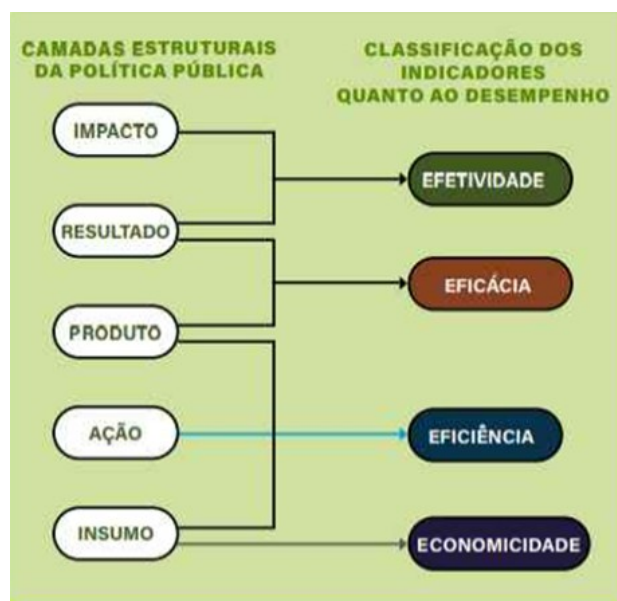 CAMADAS ESTRUTURAIS
DA POLÍTICA PÚBLICA
IMPACTO
RESULTADO
PRODUTO
AÇÃO
INSUMO
CLASSIFICAÇÃO DOS
INDICADORES
QUANTO AO DESEMPENHO
EFETIVIDADE
EFICÁCIA
EFICIÊNCIA
ECONOMICIDADE